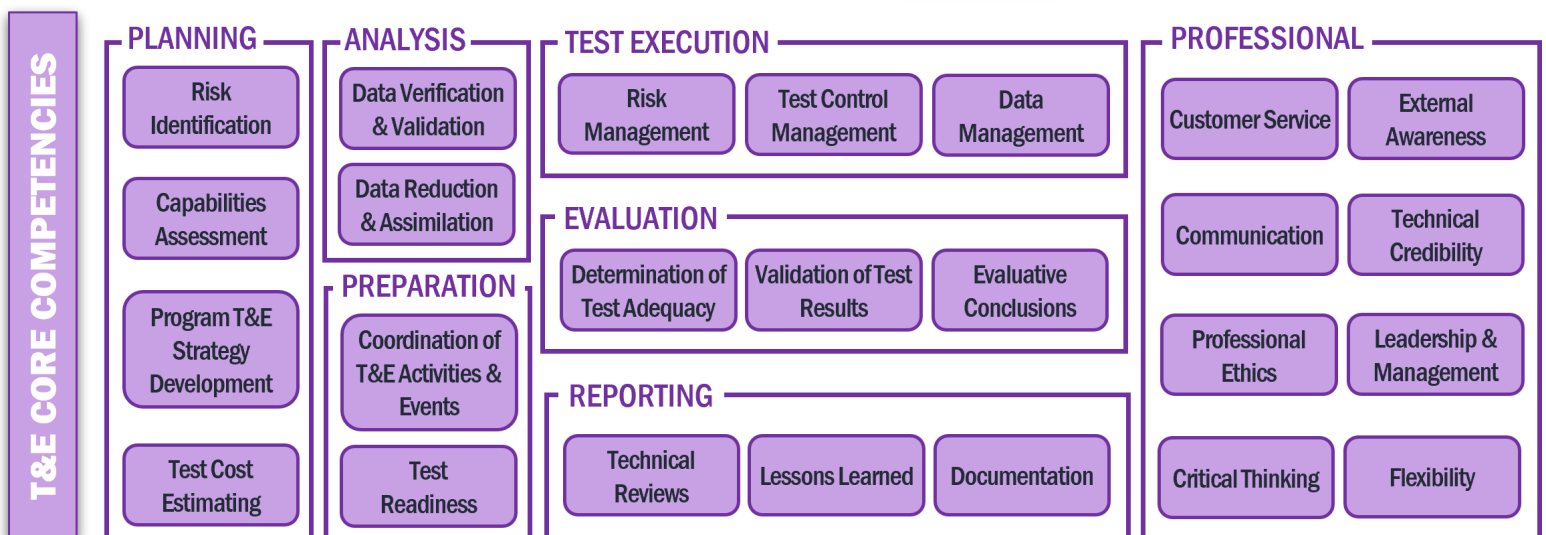 T&E CORE COMPETENCIES
PLANNING
Risk
Identification
Capabilities
Assessment
Program T&E
Strategy
Development
Test Cost
Estimating
ANALYSIS
Data Verification
& Validation
Data Reduction
& Assimilation
PREPARATION
Coordination of
T&E Activities &
Events
Test
Readiness
TEST EXECUTION
Risk
Management
Test Control
Management
Data
Management
EVALUATION
Determination of
Test Adequacy
Validation of Test
Results
Evaluative
Conclusions
REPORTING
Technical
Reviews
Lessons Learned
Documentation
PROFESSIONAL
Customer Service
External
Awareness
Communication
Technical
Credibility
Professional
Ethics
Leadership &
Management
Critical Thinking
Flexibility